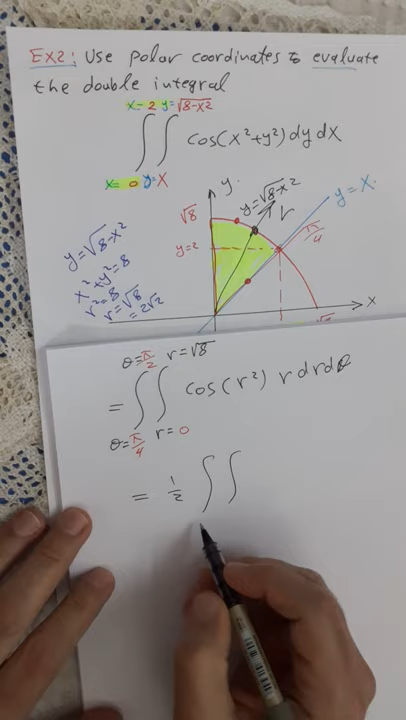 Ex2: Use polar coordinates to evaluate
the double integral
x=2 y=√8-x²
∫∫ cos(x²+y²) dy dx
x=0 y=x
y
y=√8-x²
y=x
√8
r
π/4
y=2
x
y=√8-x²
x²+y²=8
r²=8
r=√8
=2√2
θ=π/2 r=√8
= ∫∫ cos(r²) r dr dθ
θ=π/4 r=0
= 1/2 ∫∫